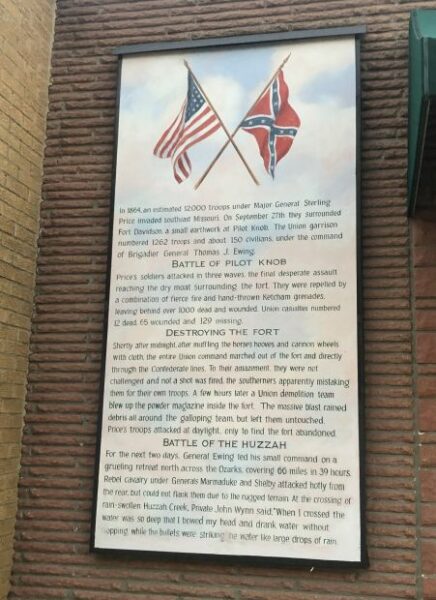 In 1864, an estimated 12,000 troops under Major General Sterling
Price invaded southeast Missouri. On September 27th they surrounded
Fort Davidson, a small earthwork at Pilot Knob. The Union garrison
numbered 1,262 troops and about 150 civilians, under the command
of Brigadier General Thomas J. Ewing.
BATTLE OF PILOT KNOB
Price's soldiers attacked in three waves, the final desperate assault
reaching the dry moat surrounding the fort. They were repelled by
a combination of fierce fire and hand-thrown Ketcham grenades,
leaving behind over 1000 dead and wounded. Union casualties numbered
12 dead, 65 wounded and 129 missing.
DESTROYING THE FORT
Shortly after midnight, after muffling the horses hooves and cannon wheels
with cloth, the entire Union command marched out of the fort and directly
through the Confederate lines. To their amazement, they were not
challenged and not a shot was fired, the southerners apparently mistaking
them for their own troops. A few hours later a Union demolition team
blew up the powder magazine inside the fort. The massive blast rained
debris all around the galloping team, but left them untouched.
Price's troops attacked at daylight, only to find the fort abandoned.
BATTLE OF THE HUZZAH
For the next two days, General Ewing led his small command on a
grueling retreat north across the Ozarks, covering 66 miles in 39 hours.
Rebel cavalry under Generals Marmaduke and Shelby attacked hotly from
the rear, but could not flank them due to the rugged terrain. At the crossing of
rain-swollen Huzzah Creek, Private John Wynn said, "When I crossed the
water was so deep that I bowed my head and drank water without
stopping, while the bullets were striking the water like large drops of rain.